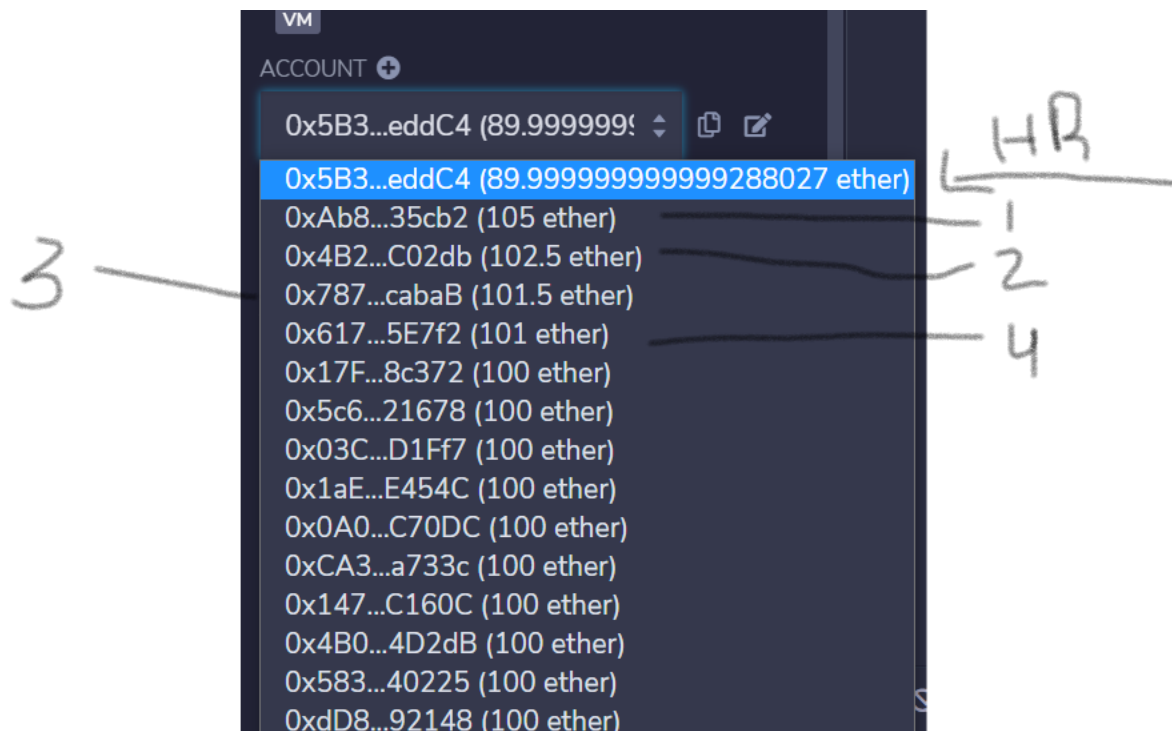 VM
ACCOUNT
0x5B3...eddC4 (89.9999999
HR
0x5B3...eddC4 (89.999999999999288027 ether)
0xAb8...35cb2 (105 ether) 1
0x4B2...C02db (102.5 ether) 2
3 0x787...cabaB (101.5 ether)
0x617...5E7f2 (101 ether) 4
0x17F...8c372 (100 ether)
0x5c6...21678 (100 ether)
0x03C...D1Ff7 (100 ether)
0x1aE...E454C (100 ether)
0x0A0...C70DC (100 ether)
0xCA3...a733c (100 ether)
0x147...C160C (100 ether)
0x4B0...4D2dB (100 ether)
0x583...40225 (100 ether)
0xdD8...92148 (100 ether)